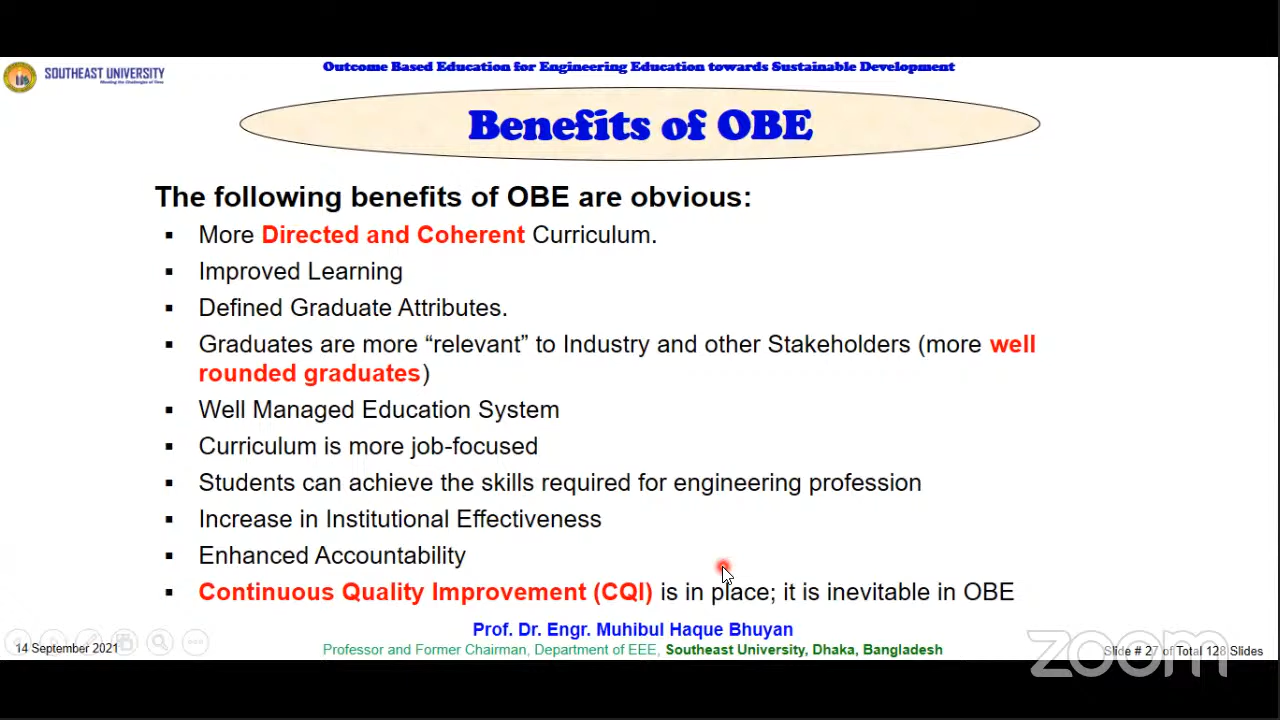 SOUTHEAST UNIVERSITY
Meeting the Challenges of Time
Outcome Based Education for Engineering Education towards Sustainable Development
Benefits of OBE
The following benefits of OBE are obvious:
▪ More Directed and Coherent Curriculum.
▪ Improved Learning
▪ Defined Graduate Attributes.
▪ Graduates are more “relevant” to Industry and other Stakeholders (more well
rounded graduates)
▪ Well Managed Education System
▪ Curriculum is more job-focused
▪ Students can achieve the skills required for engineering profession
▪ Increase in Institutional Effectiveness
▪ Enhanced Accountability
▪ Continuous Quality Improvement (CQI) is in place; it is inevitable in OBE
Prof. Dr. Engr. Muhibul Haque Bhuyan
14 September 2021
Professor and Former Chairman, Department of EEE, Southeast University, Dhaka, Bangladesh
Slide # 27 of Total 128 Slides
zoom